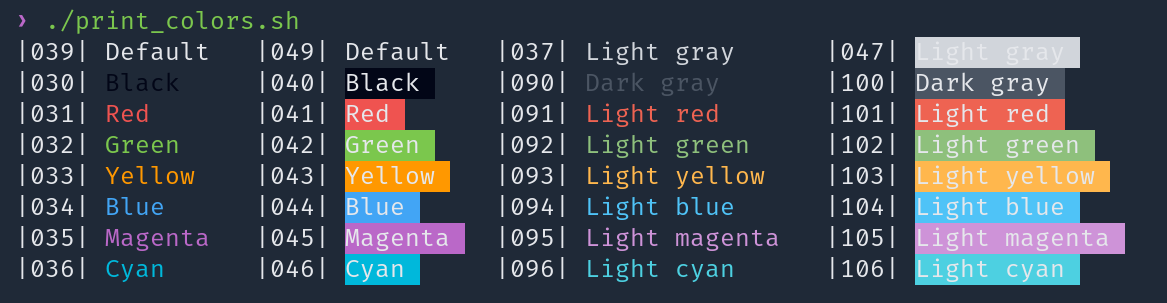 ❯ ./print_colors.sh
|039| Default |049| Default |037| Light gray |047| Light gray
|030| Black |040| Black |090| Dark gray |100| Dark gray
|031| Red |041| Red |091| Light red |101| Light red
|032| Green |042| Green |092| Light green |102| Light green
|033| Yellow |043| Yellow |093| Light yellow |103| Light yellow
|034| Blue |044| Blue |094| Light blue |104| Light blue
|035| Magenta |045| Magenta |095| Light magenta |105| Light magenta
|036| Cyan |046| Cyan |096| Light cyan |106| Light cyan